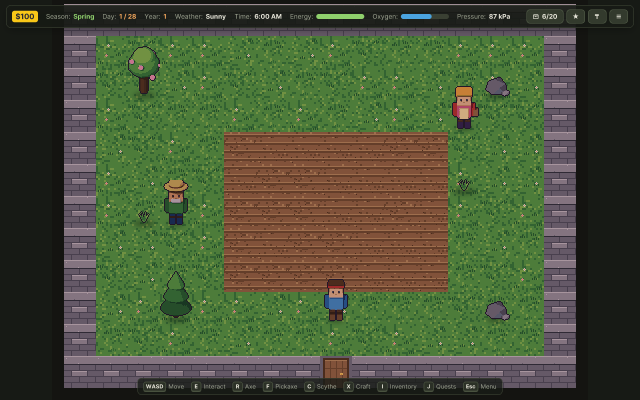 $100 Season: Spring Day: 1 / 28 Year: 1 Weather: Sunny Time: 6:00 AM Energy: Oxygen: Pressure: 87 kPa 6/20
WASD Move E Interact R Axe F Pickaxe C Scythe X Craft I Inventory J Quests Esc Menu